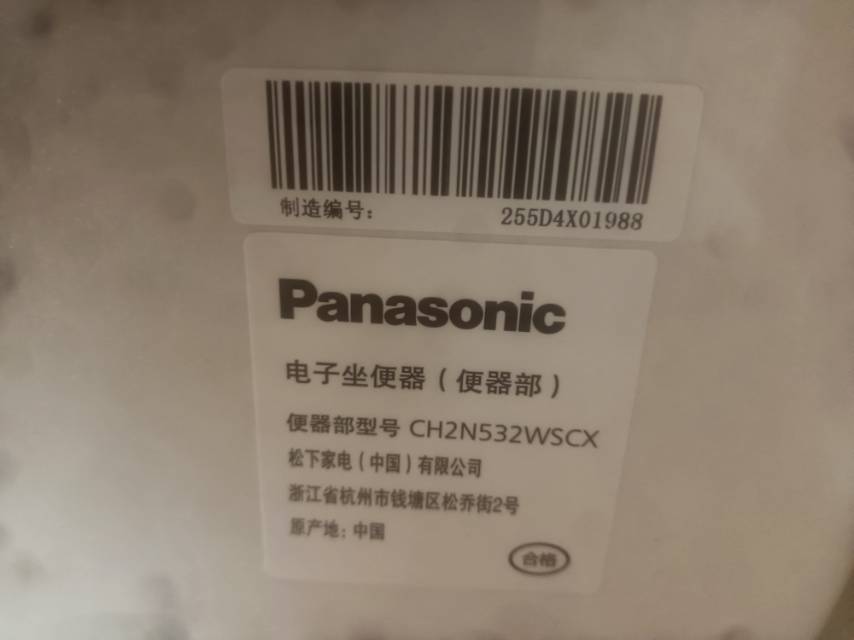 制造编号: 255D4X01988
Panasonic
电子坐便器(便器部)
便器部型号 CH2N532WSCX
松下家电(中国)有限公司
浙江省杭州市钱塘区松乔街2号
原产地:中国
合格